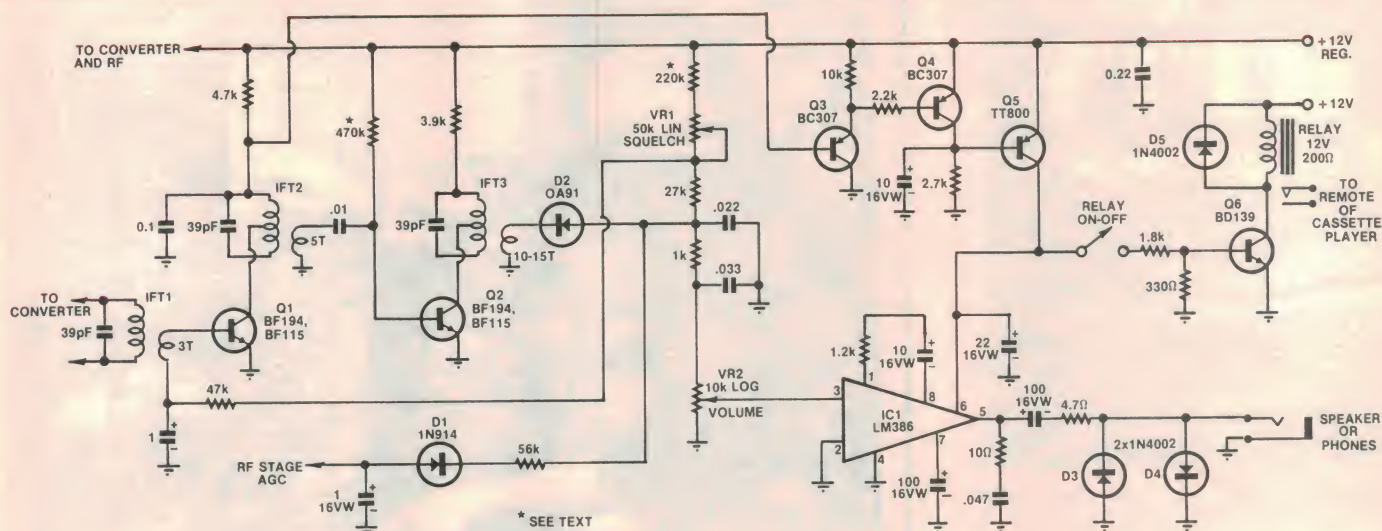 TO CONVERTER
AND RF
4.7k
*
470k
3.9k
*
220k
VR1
50k LIN
SQUELCH
10k
2.2k
Q3
BC307
Q4
BC307
Q5
TT800
0.22
+12V
REG.
+12V
D5
1N4002
RELAY
12V
200Ω
TO
REMOTE
OF
CASSETTE
PLAYER
IFT2
0.1
39pF
5T
.01
39pF
IFT3
D2
OA91
10-15T
27k
.022
1k
.033
10
16VW
+
-
2.7k
RELAY
ON-OFF
1.8k
330Ω
Q6
BD139
TO
CONVERTER
IFT1
39pF
3T
Q1
BF194,
BF115
Q2
BF194,
BF115
47k
1
+
-
D1
1N914
56k
RF STAGE
AGC
1
16VW
+
-
* SEE TEXT
VR2
10k LOG
VOLUME
1.2k
10
16VW
+
-
22
16VW
+
-
3
2
1
8
6
5
7
4
IC1
LM386
100
16VW
+
-
100
16VW
+
-
4.7Ω
10Ω
.047
2x1N4002
D3
D4
SPEAKER
OR
PHONES